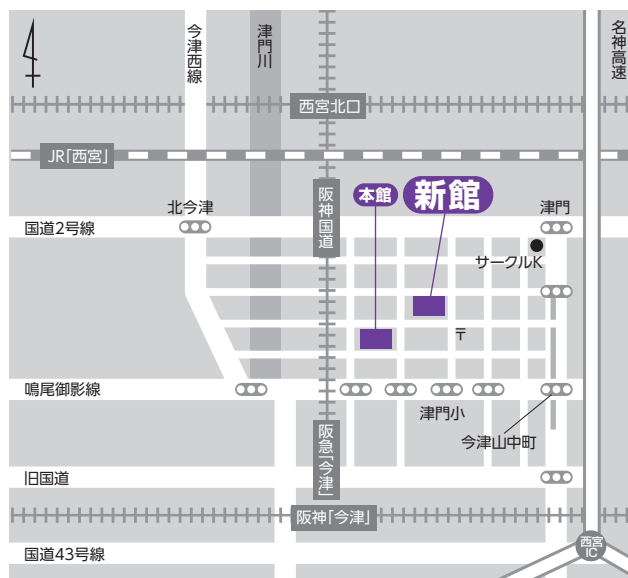 今津西線
津門川
名神高速
西宮北口
JR「西宮」
阪神国道
本館
新館
北今津
津門
国道2号線
サークルK
〒
鳴尾御影線
津門小
今津山中町
阪急「今津」
旧国道
阪神「今津」
国道43号線
西宮
IC